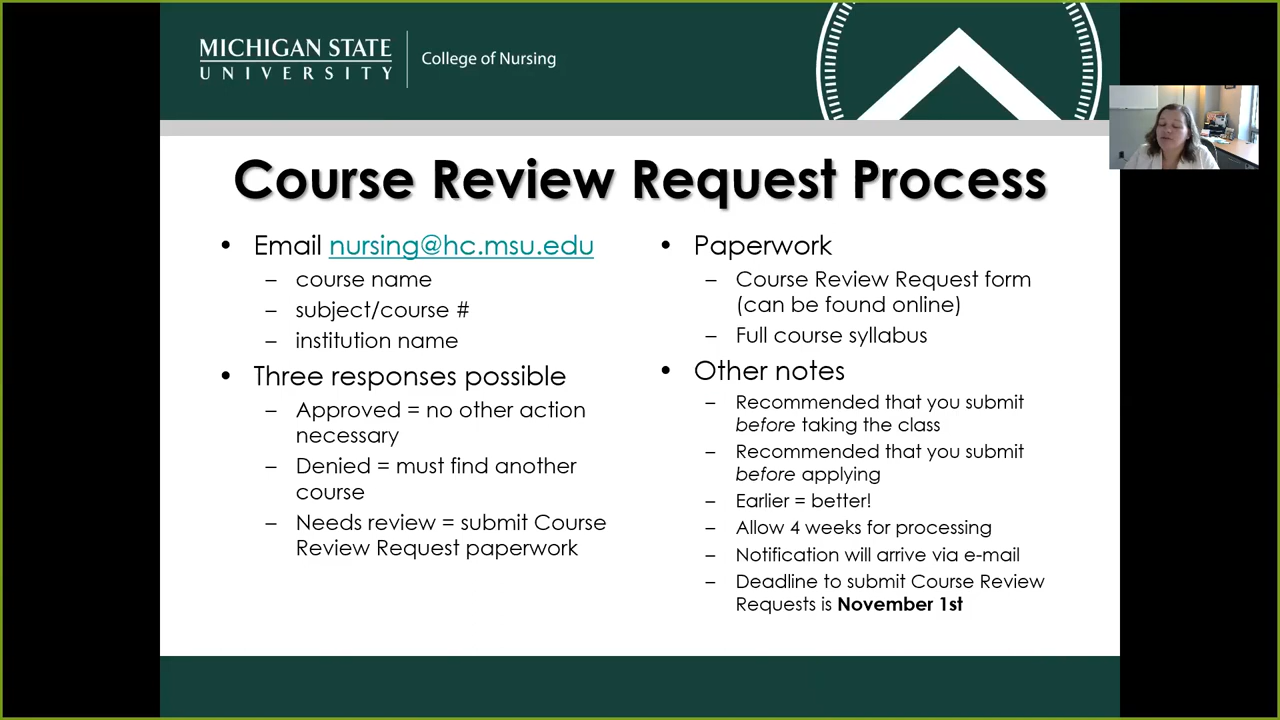 MICHIGAN STATE
UNIVERSITY
College of Nursing
Course Review Request Process
• Email nursing@hc.msu.edu
– course name
– subject/course #
– institution name
• Three responses possible
– Approved = no other action
necessary
– Denied = must find another
course
– Needs review = submit Course
Review Request paperwork
• Paperwork
– Course Review Request form
(can be found online)
– Full course syllabus
• Other notes
– Recommended that you submit
before taking the class
– Recommended that you submit
before applying
– Earlier = better!
– Allow 4 weeks for processing
– Notification will arrive via e-mail
– Deadline to submit Course Review
Requests is November 1st